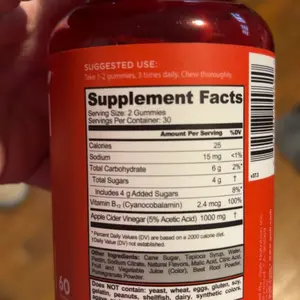 SUGGESTED USE:
Take 1-2 gummies, 3 times daily. Chew thoroughly.
Supplement Facts
Serving Size: 2 Gummies
Servings Per Container: 30
Amount Per Serving %DV
Calories 25
Sodium 15 mg <1%
Total Carbohydrate 6 g 2%*
Total Sugars 4 g †
Includes 4 g Added Sugars 8%*
Vitamin B12 (Cyanocobalamin) 2.4 mcg 100%
Apple Cider Vinegar (5% Acetic Acid) 1000 mg †
* Percent Daily Values (DV) are based on a 2000 calorie diet.
† Daily Value (DV) not established.
Other Ingredients: Cane Sugar, Tapioca Syrup, Water,
Pectin, Sodium Citrate, Natural Flavors, Malic Acid, Citric Acid,
Fruit and Vegetable Juice (Color), Beet Root Powder,
Pomegranate Powder
Does NOT contain: yeast, wheat, eggs, gluten, soy,
gelatin, peanuts, shellfish, dairy, synthetic colors,
60